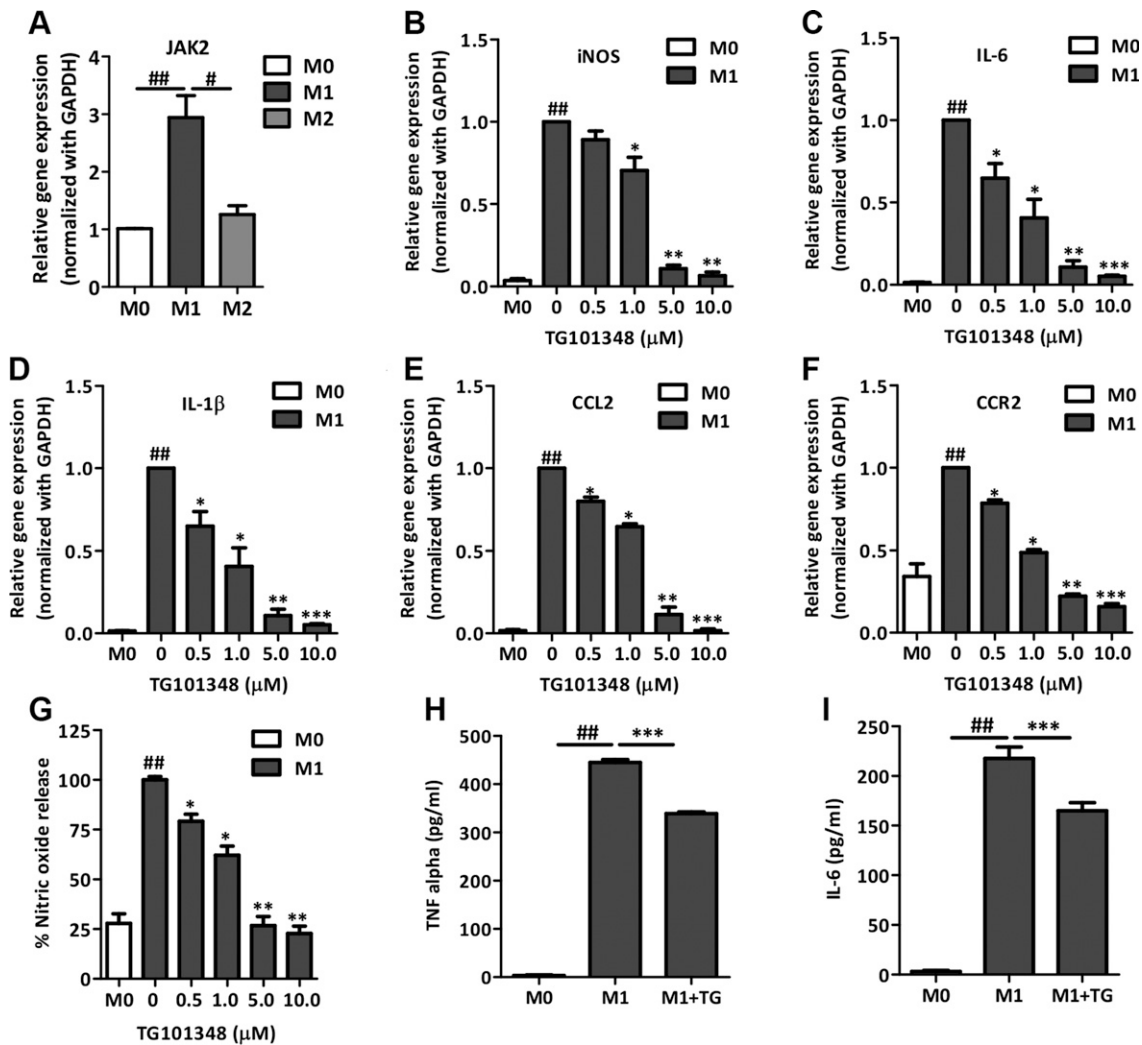 A
JAK2
Relative gene expression
(normalized with GAPDH)
4
3
2
1
0
##
#
M0
M1
M2
M0 M1 M2
B
iNOS
Relative gene expression
(normalized with GAPDH)
1.5
1.0
0.5
0.0
##
*
**
**
M0
M1
M0 0 0.5 1.0 5.0 10.0
TG101348 (μM)
C
IL-6
Relative gene expression
(normalized with GAPDH)
1.5
1.0
0.5
0.0
##
*
*
**
***
M0
M1
M0 0 0.5 1.0 5.0 10.0
TG101348 (μM)
D
IL-1β
Relative gene expression
(normalized with GAPDH)
1.5
1.0
0.5
0.0
##
*
*
**
***
M0
M1
M0 0 0.5 1.0 5.0 10.0
TG101348 (μM)
E
CCL2
Relative gene expression
(normalized with GAPDH)
1.5
1.0
0.5
0.0
##
*
*
**
***
M0
M1
M0 0 0.5 1.0 5.0 10.0
TG101348 (μM)
F
CCR2
Relative gene expression
(normalized with GAPDH)
1.5
1.0
0.5
0.0
##
*
*
**
***
M0
M1
M0 0 0.5 1.0 5.0 10.0
TG101348 (μM)
G
% Nitric oxide release
125
100
75
50
25
0
##
*
*
**
**
M0
M1
M0 0 0.5 1.0 5.0 10.0
TG101348 (μM)
H
TNF alpha (pg/ml)
500
400
300
200
100
0
##
***
M0 M1 M1+TG
I
IL-6 (pg/ml)
250
200
150
100
50
0
##
***
M0 M1 M1+TG